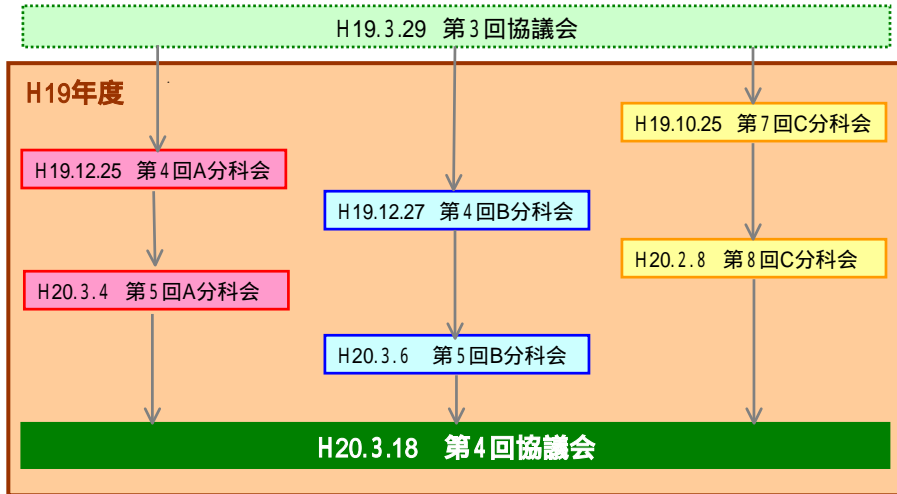 H19.3.29 第3回協議会
H19年度
H19.10.25 第7回C分科会
H19.12.25 第4回A分科会
H19.12.27 第4回B分科会
H20.2.8 第8回C分科会
H20.3.4 第5回A分科会
H20.3.6 第5回B分科会
H20.3.18 第4回協議会